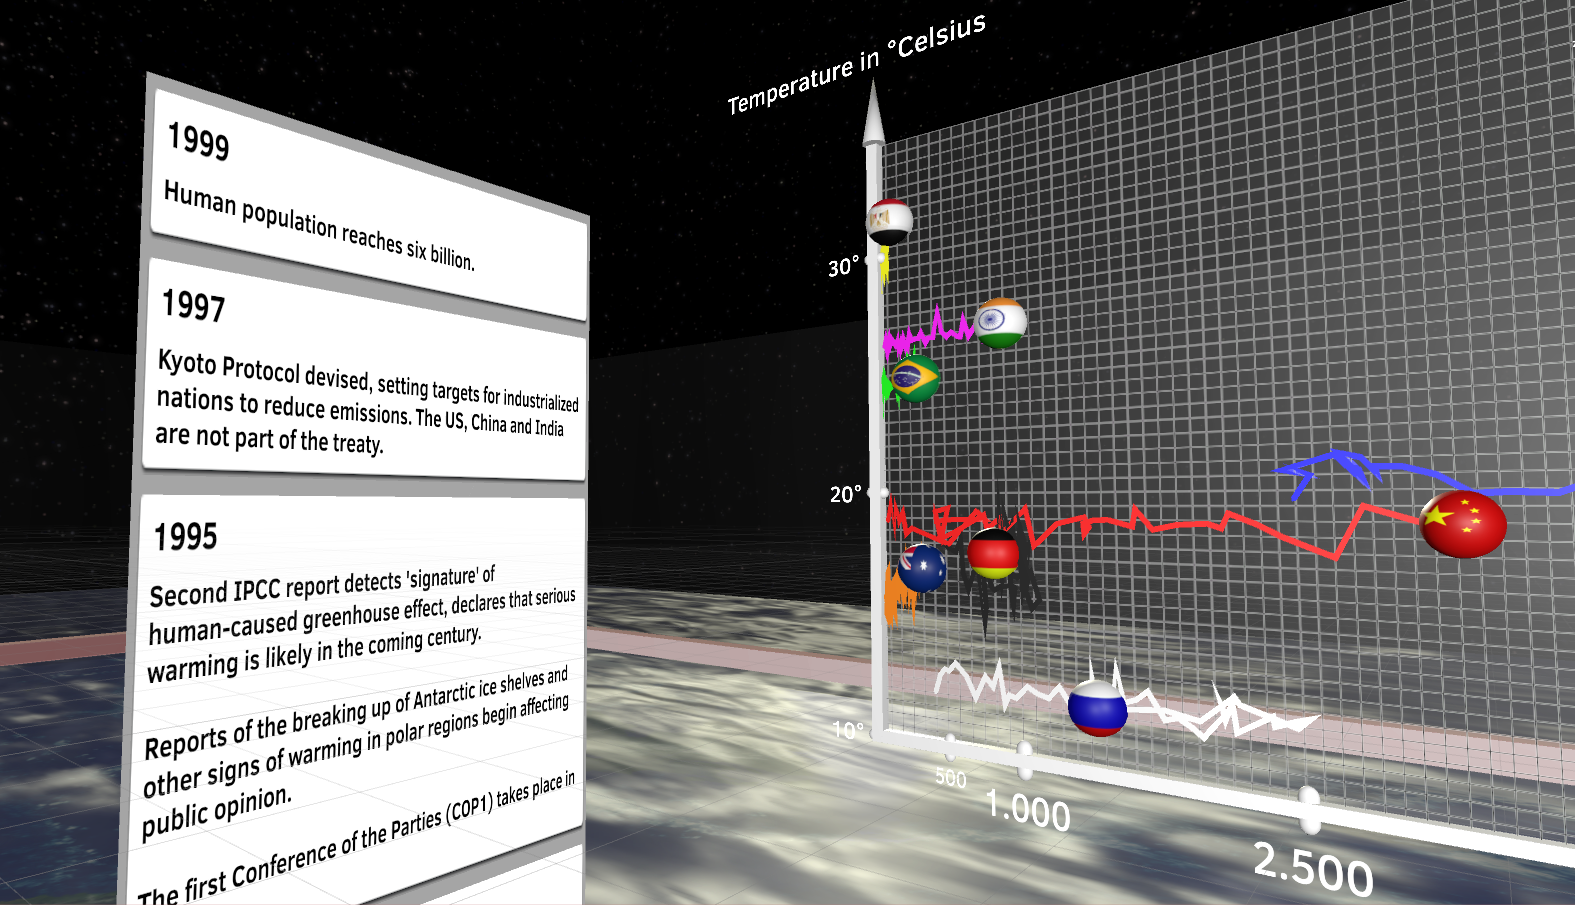 1999
Human population reaches six billion.
1997
Kyoto Protocol devised, setting targets for industrialized
nations to reduce emissions. The US, China and India
are not part of the treaty.
1995
Second IPCC report detects 'signature' of
human-caused greenhouse effect, declares that serious
warming is likely in the coming century.
Reports of the breaking up of Antarctic ice shelves and
other signs of warming in polar regions begin affecting
public opinion.
The first Conference of the Parties (COP1) takes place in
Temperature in °Celsius
30°
20°
10°
500
1.000
2.500